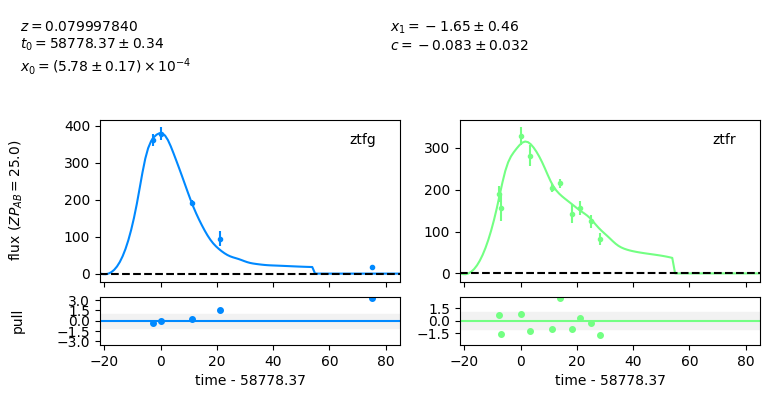 z = 0.079997840
t₀ = 58778.37 ± 0.34
x₀ = (5.78 ± 0.17) × 10⁻⁴
x₁ = −1.65 ± 0.46
c = −0.083 ± 0.032
flux (ZP_AB = 25.0)
400
300
200
100
0
ztfg
300
200
100
0
ztfr
pull
3.0
1.5
0.0
−1.5
−3.0
−20 0 20 40 60 80
time - 58778.37
1.5
0.0
−1.5
−20 0 20 40 60 80
time - 58778.37